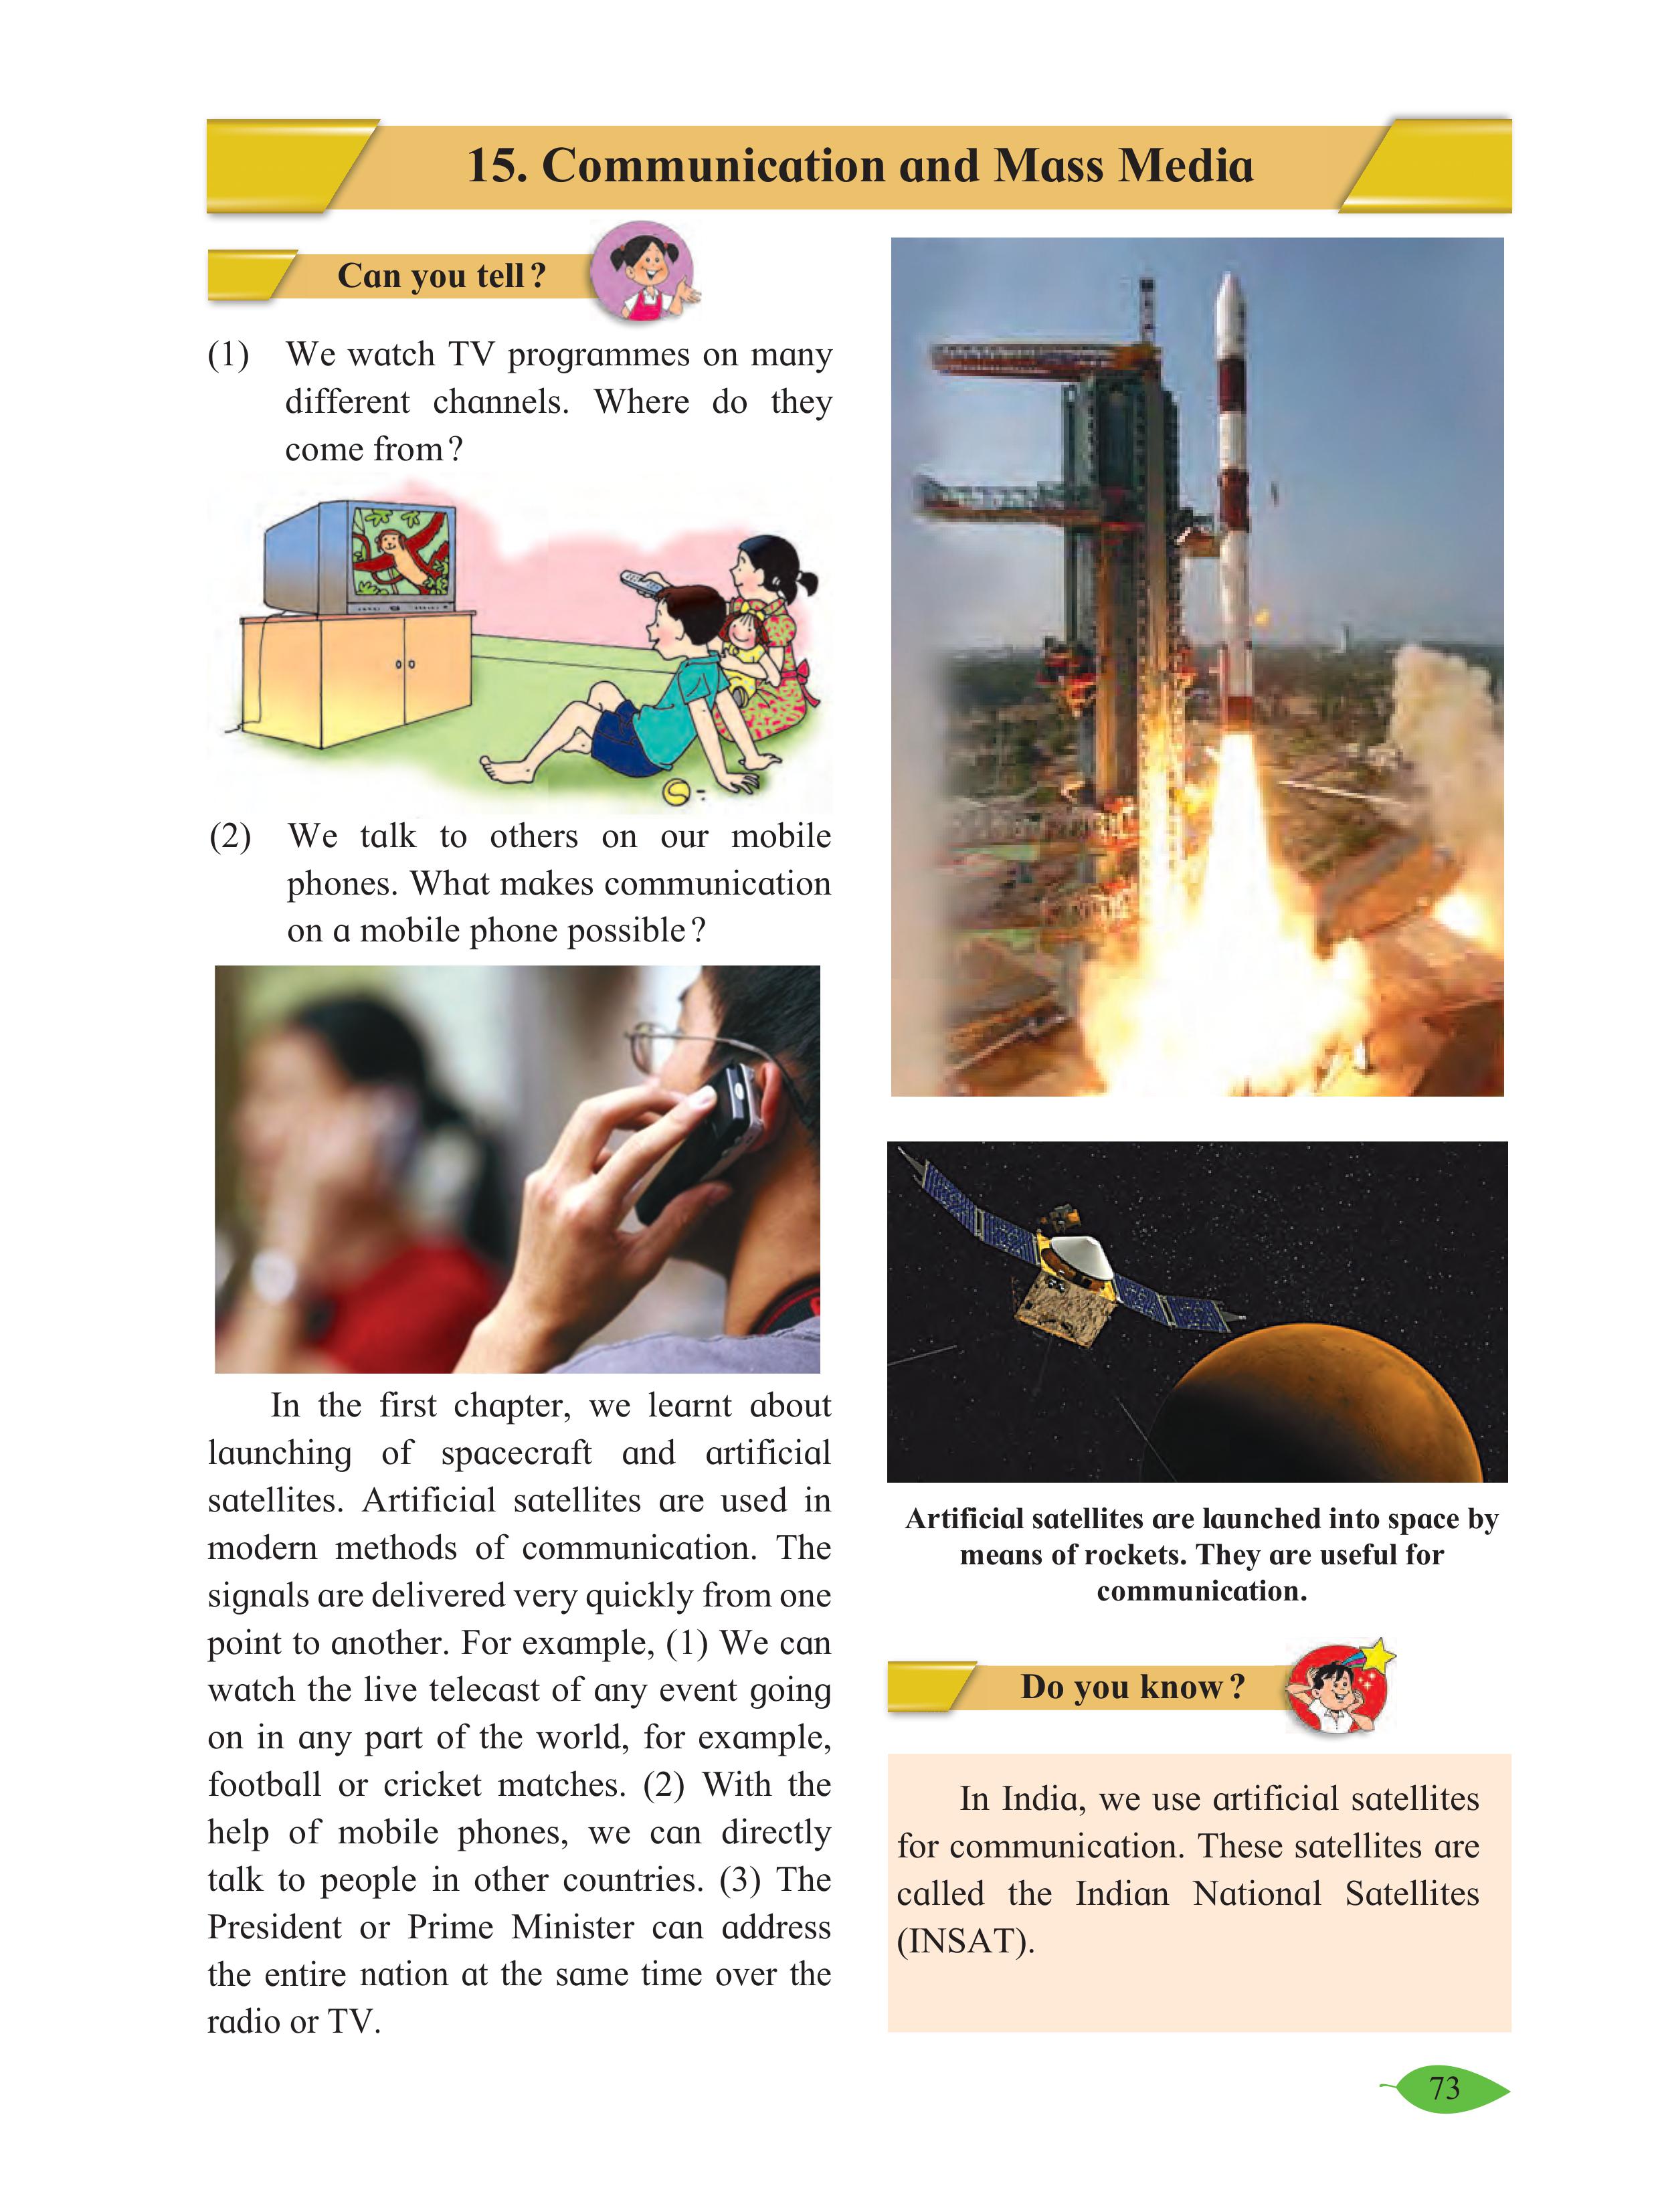 15. Communication and Mass Media
Can you tell ?
(1) We watch TV programmes on many
different channels. Where do they
come from ?
(2) We talk to others on our mobile
phones. What makes communication
on a mobile phone possible ?
In the first chapter, we learnt about
launching of spacecraft and artificial
satellites. Artificial satellites are used in
modern methods of communication. The
signals are delivered very quickly from one
point to another. For example, (1) We can
watch the live telecast of any event going
on in any part of the world, for example,
football or cricket matches. (2) With the
help of mobile phones, we can directly
talk to people in other countries. (3) The
President or Prime Minister can address
the entire nation at the same time over the
radio or TV.
Artificial satellites are launched into space by
means of rockets. They are useful for
communication.
Do you know ?
In India, we use artificial satellites
for communication. These satellites are
called the Indian National Satellites
(INSAT).
73